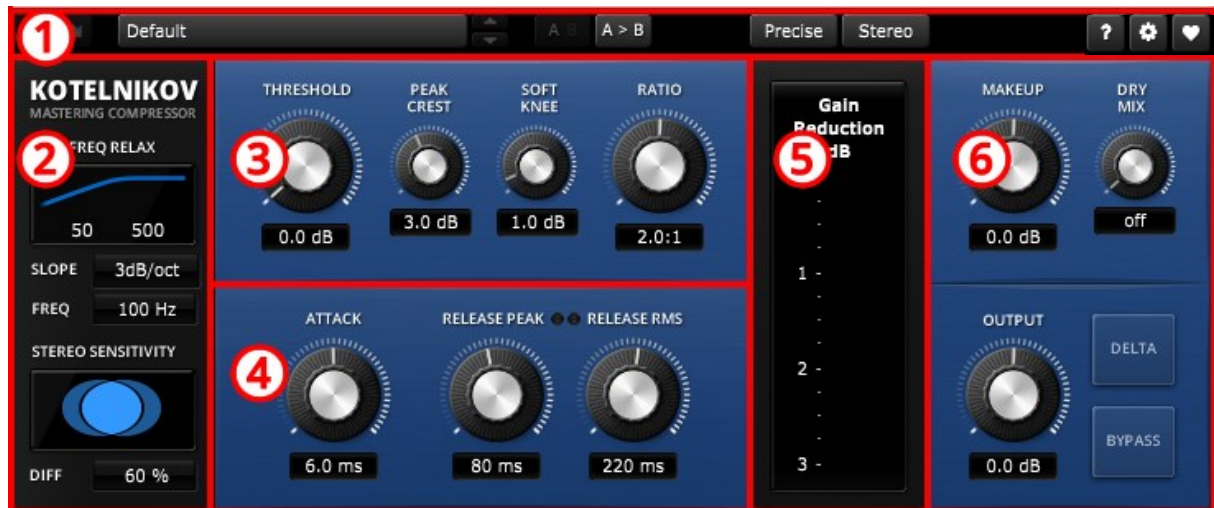 1
Default
A B
A > B
Precise
Stereo
?
KOTELNIKOV
MASTERING COMPRESSOR
2
FREQ RELAX
50 500
SLOPE 3dB/oct
FREQ 100 Hz
STEREO SENSITIVITY
DIFF 60 %
3
THRESHOLD
0.0 dB
PEAK
CREST
3.0 dB
SOFT
KNEE
1.0 dB
RATIO
2.0:1
4
ATTACK
6.0 ms
RELEASE PEAK
80 ms
RELEASE RMS
220 ms
5
Gain
Reduction
dB
1 -
2 -
3 -
6
MAKEUP
0.0 dB
DRY
MIX
off
OUTPUT
0.0 dB
DELTA
BYPASS